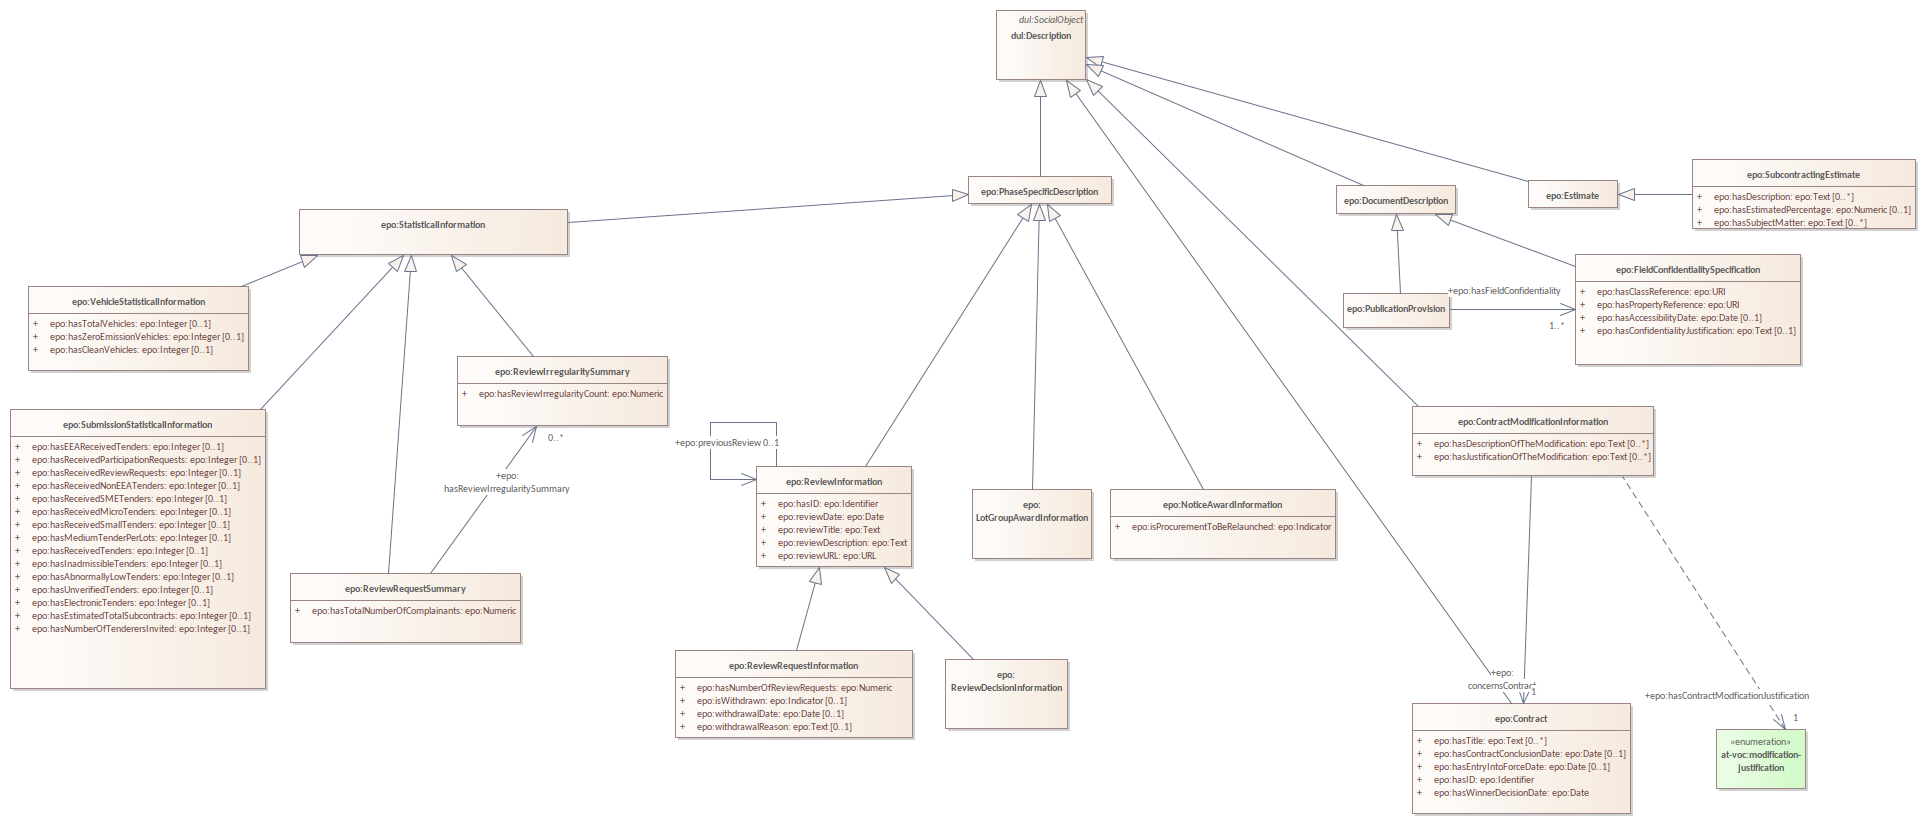 dul:SocialObject
dul:Description
epo:PhaseSpecificDescription
epo:StatisticalInformation
epo:DocumentDescription
epo:Estimate
epo:SubcontractingEstimate
+ epo:hasDescription: epo:Text [0..*]
+ epo:hasEstimatedPercentage: epo:Numeric [0..1]
+ epo:hasSubjectMatter: epo:Text [0..*]
epo:FieldConfidentialitySpecification
+ epo:hasClassReference: epo:URI
+ epo:hasPropertyReference: epo:URI
+ epo:hasAccessibilityDate: epo:Date [0..1]
+ epo:hasConfidentialityJustification: epo:Text [0..1]
epo:PublicationProvision
+epo:hasFieldConfidentiality
1..*
epo:VehicleStatisticalInformation
+ epo:hasTotalVehicles: epo:Integer [0..1]
+ epo:hasZeroEmissionVehicles: epo:Integer [0..1]
+ epo:hasCleanVehicles: epo:Integer [0..1]
epo:ReviewIrregularitySummary
+ epo:hasReviewIrregularityCount: epo:Numeric
0..*
+epo:
hasReviewIrregularitySummary
epo:SubmissionStatisticalInformation
+ epo:hasEEAReceivedTenders: epo:Integer [0..1]
+ epo:hasReceivedParticipationRequests: epo:Integer [0..1]
+ epo:hasReceivedReviewRequests: epo:Integer [0..1]
+ epo:hasReceivedNonEEATenders: epo:Integer [0..1]
+ epo:hasReceivedSMETenders: epo:Integer [0..1]
+ epo:hasReceivedMicroTenders: epo:Integer [0..1]
+ epo:hasReceivedSmallTenders: epo:Integer [0..1]
+ epo:hasMediumTenderPerLots: epo:Integer [0..1]
+ epo:hasReceivedTenders: epo:Integer [0..1]
+ epo:hasInadmissibleTenders: epo:Integer [0..1]
+ epo:hasAbnormallyLowTenders: epo:Integer [0..1]
+ epo:hasUnverifiedTenders: epo:Integer [0..1]
+ epo:hasElectronicTenders: epo:Integer [0..1]
+ epo:hasEstimatedTotalSubcontracts: epo:Integer [0..1]
+ epo:hasNumberOfTenderersInvited: epo:Integer [0..1]
epo:ReviewRequestSummary
+ epo:hasTotalNumberOfComplainants: epo:Numeric
+epo:previousReview 0..1
epo:ReviewInformation
+ epo:hasID: epo:Identifier
+ epo:reviewDate: epo:Date
+ epo:reviewTitle: epo:Text
+ epo:reviewDescription: epo:Text
+ epo:reviewURL: epo:URL
epo:
LotGroupAwardInformation
epo:NoticeAwardInformation
+ epo:isProcurementToBeRelaunched: epo:Indicator
epo:ContractModificationInformation
+ epo:hasDescriptionOfTheModification: epo:Text [0..*]
+ epo:hasJustificationOfTheModification: epo:Text [0..*]
epo:ReviewRequestInformation
+ epo:hasNumberOfReviewRequests: epo:Numeric
+ epo:isWithdrawn: epo:Indicator [0..1]
+ epo:withdrawalDate: epo:Date [0..1]
+ epo:withdrawalReason: epo:Text [0..1]
epo:
ReviewDecisionInformation
+epo:
concernsContract
1
+epo:hasContractModficationJustification
1
epo:Contract
+ epo:hasTitle: epo:Text [0..*]
+ epo:hasContractConclusionDate: epo:Date [0..1]
+ epo:hasEntryIntoForceDate: epo:Date [0..1]
+ epo:hasID: epo:Identifier
+ epo:hasWinnerDecisionDate: epo:Date
«enumeration»
at-voc:modification-
justification